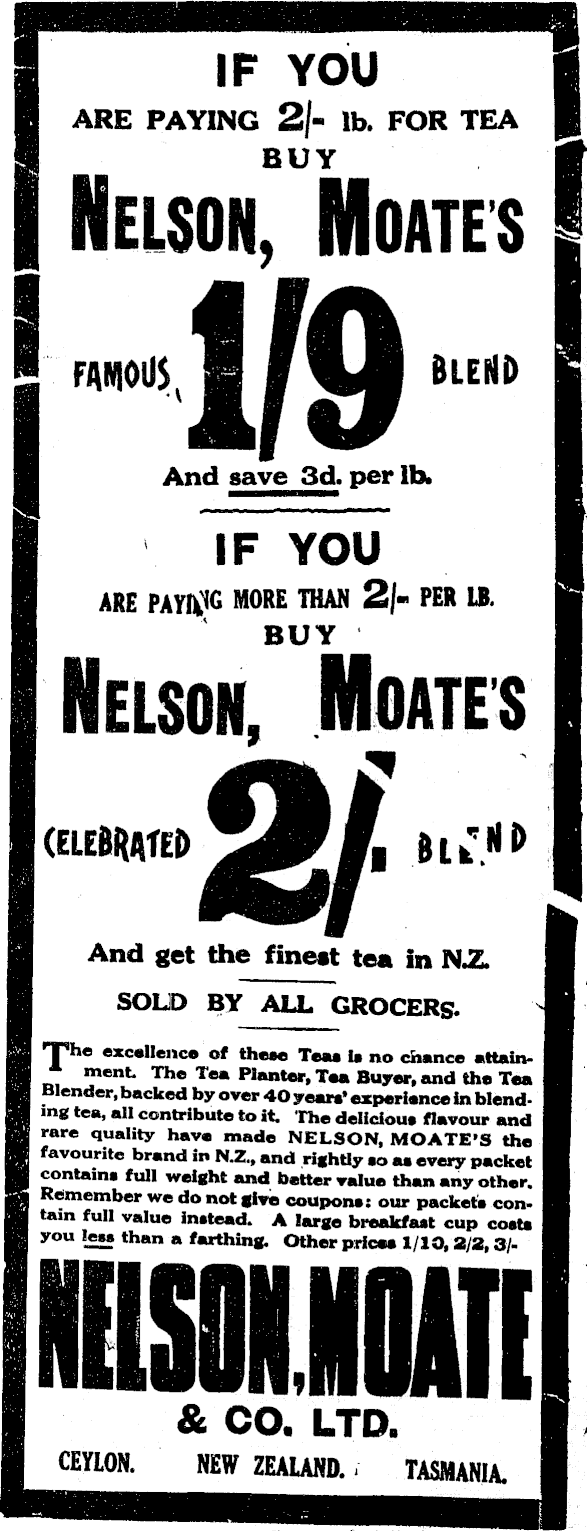 IF YOU
ARE PAYING 2/- lb. FOR TEA
BUY
NELSON, MOATE'S
FAMOUS 1/9 BLEND
And save 3d. per lb.
IF YOU
ARE PAYING MORE THAN 2/- PER LB.
BUY
NELSON, MOATE'S
CELEBRATED 2/- BLEND
And get the finest tea in N.Z.
SOLD BY ALL GROCERS.
The excellence of these Teas is no chance attain-
ment. The Tea Planter, Tea Buyer, and the Tea
Blender, backed by over 40 years' experience in blend-
ing tea, all contribute to it. The delicious flavour and
rare quality have made NELSON, MOATE'S the
favourite brand in N.Z., and rightly so as every packet
contains full weight and better value than any other.
Remember we do not give coupons: our packets con-
tain full value instead. A large breakfast cup costs
you less than a farthing. Other prices 1/10, 2/2, 3/-
NELSON, MOATE
& CO. LTD.
CEYLON. NEW ZEALAND. TASMANIA.